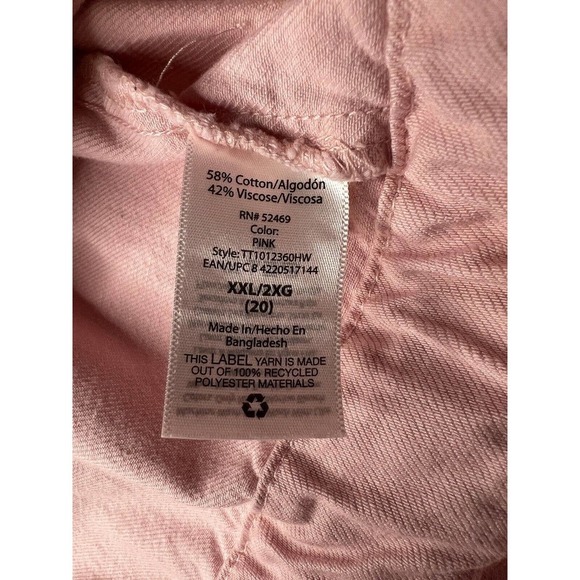 58% Cotton/Algodón
42% Viscose/Viscosa
RN# 52469
Color:
PINK
Style: TT1012360HW
EAN/UPC 8 4220517144
XXL/2XG
(20)
Made In/Hecho En
Bangladesh
THIS LABEL YARN IS MADE
OUT OF 100% RECYCLED
POLYESTER MATERIALS